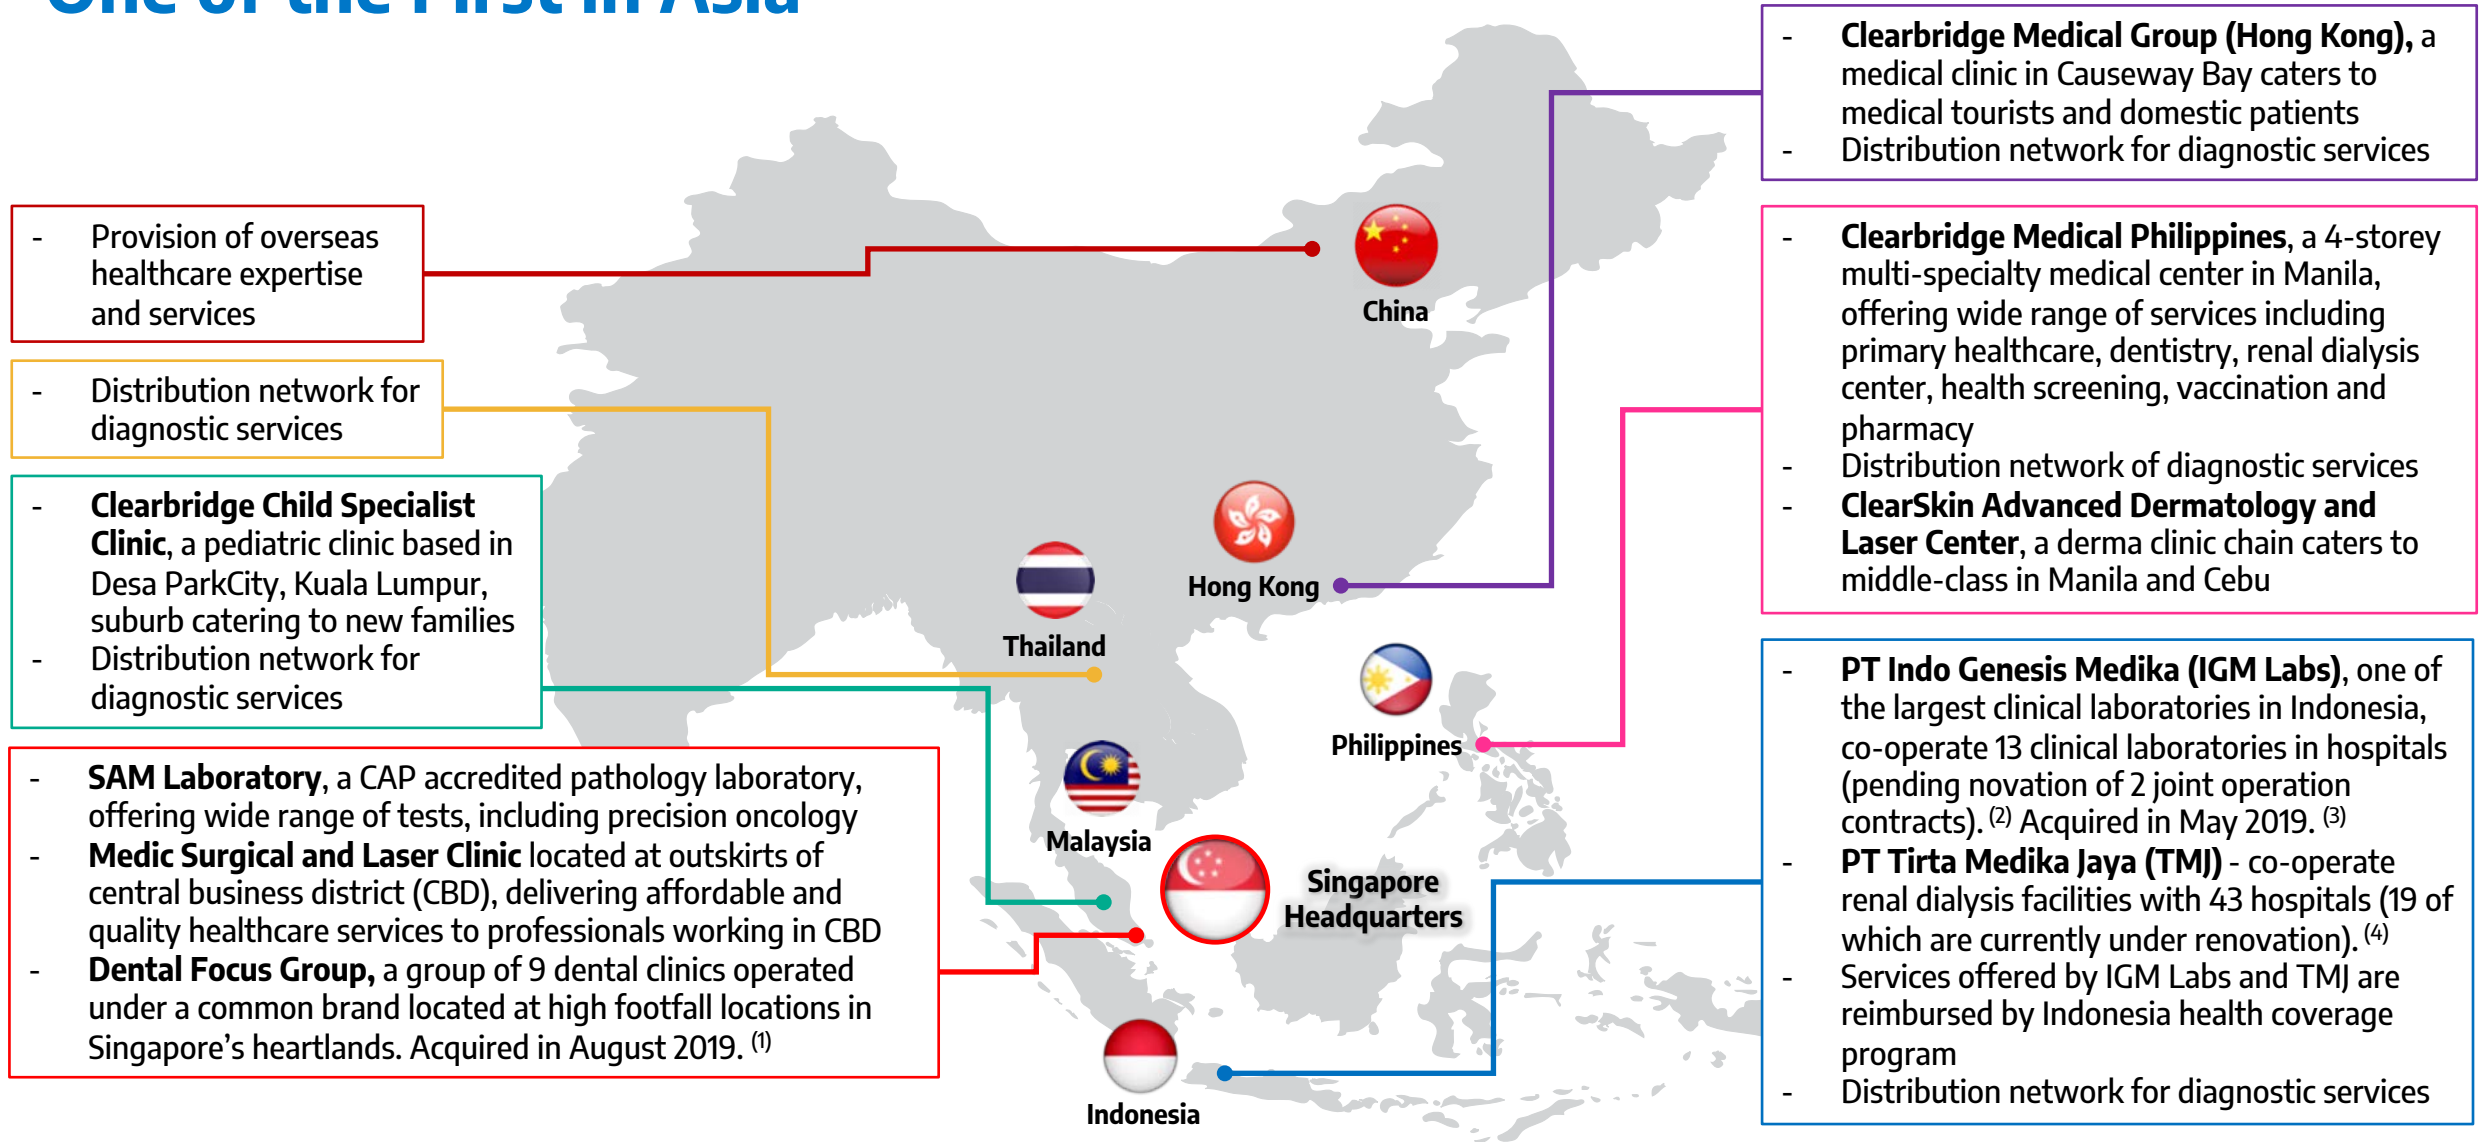 One of the First in Asia
- Clearbridge Medical Group (Hong Kong), a
medical clinic in Causeway Bay caters to
medical tourists and domestic patients
- Distribution network for diagnostic services
- Provision of overseas
healthcare expertise
and services
- Distribution network for
diagnostic services
- Clearbridge Child Specialist
Clinic, a pediatric clinic based in
Desa ParkCity, Kuala Lumpur,
suburb catering to new families
- Distribution network for
diagnostic services
- SAM Laboratory, a CAP accredited pathology laboratory,
offering wide range of tests, including precision oncology
- Medic Surgical and Laser Clinic located at outskirts of
central business district (CBD), delivering affordable and
quality healthcare services to professionals working in CBD
- Dental Focus Group, a group of 9 dental clinics operated
under a common brand located at high footfall locations in
Singapore’s heartlands. Acquired in August 2019. (1)
China
Hong Kong
Thailand
Philippines
Malaysia
Singapore
Headquarters
Indonesia
- Clearbridge Medical Philippines, a 4-storey
multi-specialty medical center in Manila,
offering wide range of services including
primary healthcare, dentistry, renal dialysis
center, health screening, vaccination and
pharmacy
- Distribution network of diagnostic services
- ClearSkin Advanced Dermatology and
Laser Center, a derma clinic chain caters to
middle-class in Manila and Cebu
- PT Indo Genesis Medika (IGM Labs), one of
the largest clinical laboratories in Indonesia,
co-operate 13 clinical laboratories in hospitals
(pending novation of 2 joint operation
contracts). (2) Acquired in May 2019. (3)
- PT Tirta Medika Jaya (TMJ) - co-operate
renal dialysis facilities with 43 hospitals (19 of
which are currently under renovation). (4)
- Services offered by IGM Labs and TMJ are
reimbursed by Indonesia health coverage
program
- Distribution network for diagnostic services